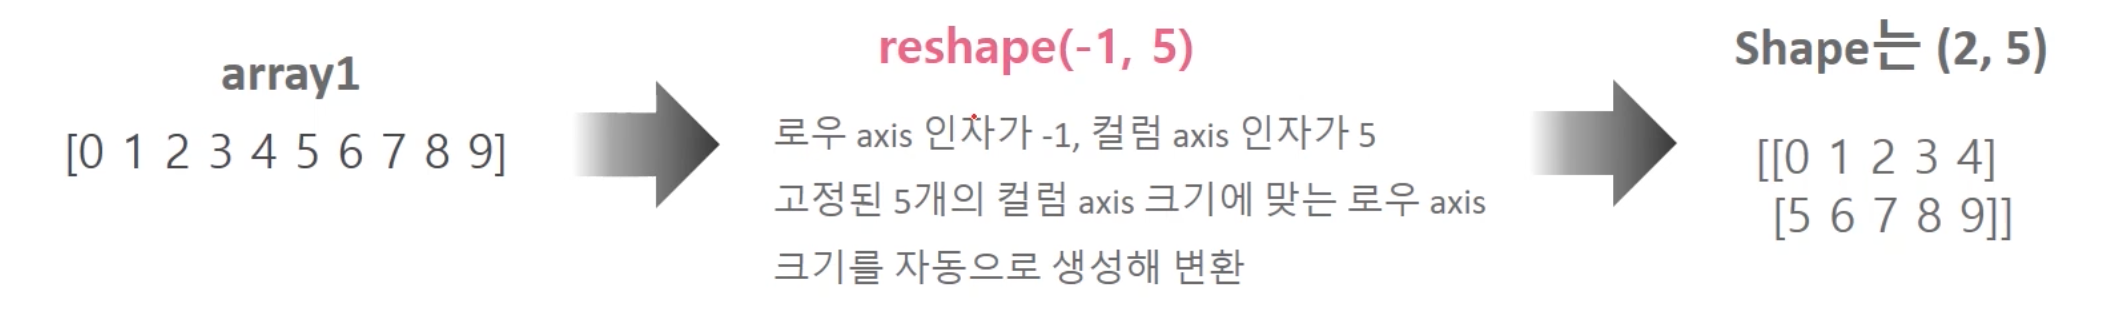 array1
[0 1 2 3 4 5 6 7 8 9]
reshape(-1, 5)
로우 axis 인자가 -1, 컬럼 axis 인자가 5
고정된 5개의 컬럼 axis 크기에 맞는 로우 axis
크기를 자동으로 생성해 변환
Shape는 (2, 5)
[[0 1 2 3 4]
[5 6 7 8 9]]